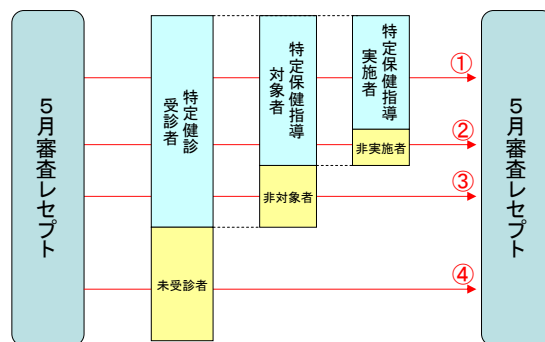 5月審査レセプト
特定健診
受診者
未受診者
特定保健指導
対象者
非対象者
特定保健指導
実施者
非実施者
①
②
③
④
5月審査レセプト